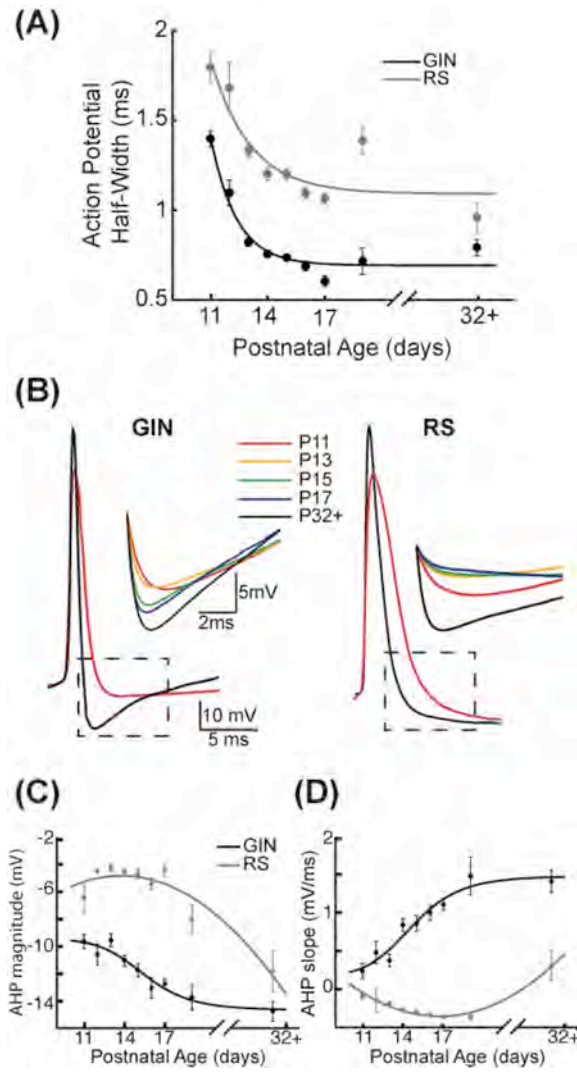 (A)
Action Potential
Half-Width (ms)
2
1.5
1
0.5
GIN
RS
11
14
17
32+
Postnatal Age (days)
(B)
GIN
RS
P11
P13
P15
P17
P32+
5mV
2ms
10 mV
5 ms
(C)
AHP magnitude (mV)
-2
-6
-10
-14
GIN
RS
11
14
17
32+
Postnatal Age (days)
(D)
AHP slope (mV/ms)
2
1
0
11
14
17
32+
Postnatal Age (days)